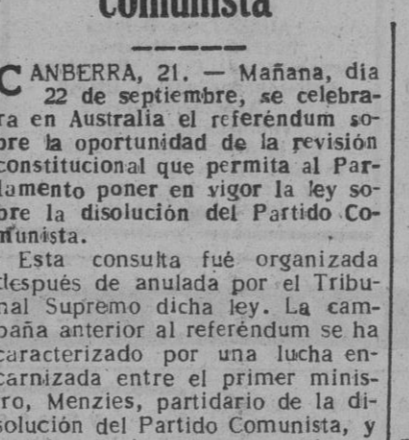 comunista
CANBERRA, 21. — Mañana, día
22 de septiembre, se celebra-
ra en Australia el referéndum so-
bre la oportunidad de la revisión
constitucional que permita al Par-
lamento poner en vigor la ley so-
bre la disolución del Partido Co-
munista.
Esta consulta fué organizada
después de anulada por el Tribu-
nal Supremo dicha ley. La cam-
paña anterior al referéndum se ha
caracterizado por una lucha en-
carnizada entre el primer minis-
tro, Menzies, partidario de la di-
solución del Partido Comunista, y